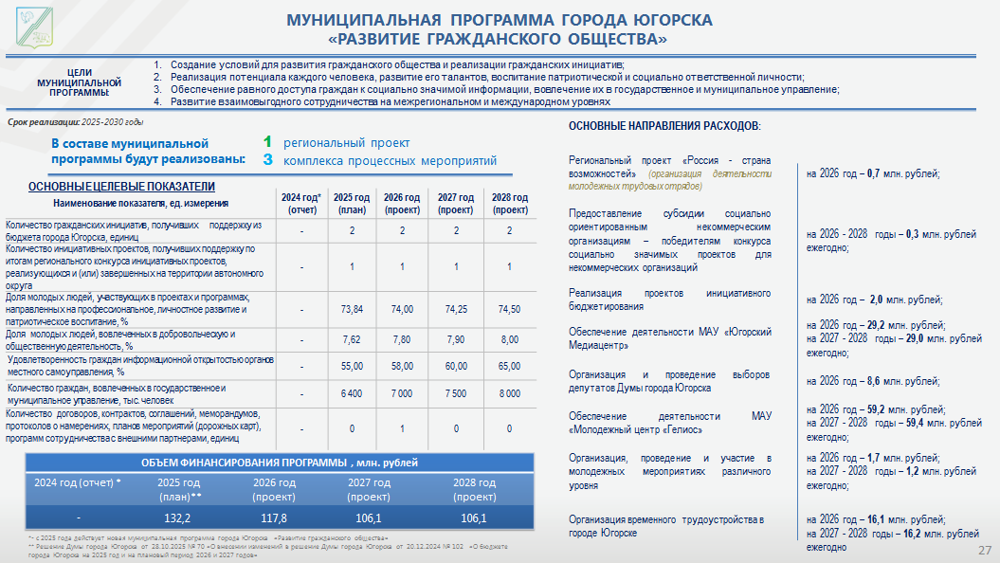 МУНИЦИПАЛЬНАЯ ПРОГРАММА ГОРОДА ЮГОРСКА
«РАЗВИТИЕ ГРАЖДАНСКОГО ОБЩЕСТВА»
ЦЕЛИ
МУНИЦИПАЛЬНОЙ
ПРОГРАММЫ:
1. Создание условий для развития гражданского общества и реализации гражданских инициатив;
2. Реализация потенциала каждого человека, развитие его талантов, воспитание патриотической и социально ответственной личности;
3. Обеспечение равного доступа граждан к социально значимой информации, вовлечение их в государственное и муниципальное управление;
4. Развитие взаимовыгодного сотрудничества на межрегиональном и международном уровнях
Срок реализации: 2025-2030 годы
В составе муниципальной
программы будут реализованы:
1 региональный проект
3 комплекса процессных мероприятий
ОСНОВНЫЕ ЦЕЛЕВЫЕ ПОКАЗАТЕЛИ
Наименование показателя, ед. измерения
2024 год*
(отчет)
2025 год
(план)
2026 год
(проект)
2027 год
(проект)
2028 год
(проект)
Количество гражданских инициатив, получивших поддержку из
бюджета города Югорска, единиц
- 2 2 2 2
Количество инициативных проектов, получивших поддержку по
итогам регионального конкурса инициативных проектов,
реализующихся и (или) завершенных на территории автономного
округа
- 1 1 1 1
Доля молодых людей, участвующих в проектах и программах,
направленных на профессиональное, личностное развитие и
патриотическое воспитание, %
- 73,84 74,00 74,25 74,50
Доля молодых людей, вовлеченных в добровольческую и
общественную деятельность, %
- 7,62 7,80 7,90 8,00
Удовлетворенность граждан информационной открытостью органов
местного самоуправления, %
- 55,00 58,00 60,00 65,00
Количество граждан, вовлеченных в государственное и
муниципальное управление, тыс. человек
- 6 400 7 000 7 500 8 000
Количество договоров, контрактов, соглашений, меморандумов,
протоколов о намерениях, планов мероприятий (дорожных карт),
программ сотрудничества с внешними партнерами, единиц
- 0 1 0 0
ОБЪЕМ ФИНАНСИРОВАНИЯ ПРОГРАММЫ , млн. рублей
2024 год (отчет) *
2025 год
(план)**
2026 год
(проект)
2027 год
(проект)
2028 год
(проект)
- 132,2 117,8 106,1 106,1
*- с 2025 года действует новая муниципальная программа города Югорска «Развитие гражданского общества»
** Решение Думы города Югорска от 28.10.2025 № 70 «О внесении изменений в решение Думы города Югорска от 20.12.2024 № 102 «О бюджете
города Югорска на 2025 год и на плановый период 2026 и 2027 годов»
ОСНОВНЫЕ НАПРАВЛЕНИЯ РАСХОДОВ:
Региональный проект «Россия - страна
возможностей» (организация деятельности
молодежных трудовых отрядов)
на 2026 год – 0,7 млн. рублей;
Предоставление субсидии социально
ориентированным некоммерческим
организациям – победителям конкурса
социально значимых проектов для
некоммерческих организаций
на 2026 - 2028 годы – 0,3 млн. рублей
ежегодно;
Реализация проектов инициативного
бюджетирования
на 2026 год – 2,0 млн. рублей;
Обеспечение деятельности МАУ «Югорский
Медиацентр»
на 2026 год – 29,2 млн. рублей;
на 2027 - 2028 годы – 29,0 млн. рублей
ежегодно;
Организация и проведение выборов
депутатов Думы города Югорска
на 2026 год – 8,6 млн. рублей;
Обеспечение деятельности МАУ
«Молодежный центр «Гелиос»
на 2026 год – 59,2 млн. рублей;
на 2027 - 2028 годы – 59,4 млн. рублей
ежегодно;
Организация, проведение и участие в
молодежных мероприятиях различного
уровня
на 2026 год – 1,7 млн. рублей;
на 2027 - 2028 годы – 1,2 млн. рублей
ежегодно;
Организация временного трудоустройства в
городе Югорске
на 2026 год – 16,1 млн. рублей;
на 2027 - 2028 годы – 16,2 млн. рублей
ежегодно
27